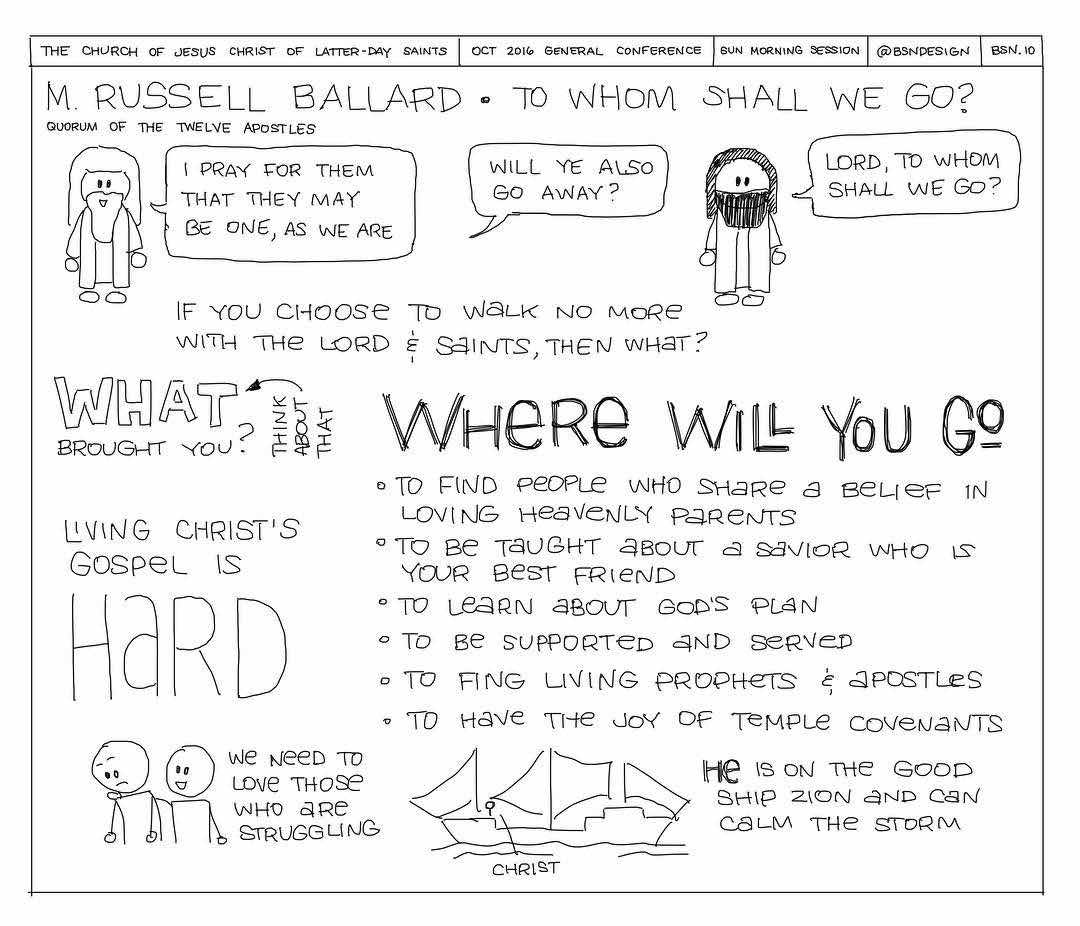 THE CHURCH OF JESUS CHRIST OF LATTER-DAY SAINTS
OCT 2016 GENERAL CONFERENCE
SUN MORNING SESSION
@BSNDESIGN
BSN.10
M. RUSSELL BALLARD • TO WHOM SHALL WE GO?
QUORUM OF THE TWELVE APOSTLES
I PRAY FOR THEM
THAT THEY MAY
BE ONE, AS WE ARE
WILL YE ALSO
GO AWAY?
LORD, TO WHOM
SHALL WE GO?
IF YOU CHOOSE TO WALK NO MORE
WITH THE LORD & SAINTS, THEN WHAT?
WHAT
BROUGHT YOU?
THINK
ABOUT
THAT
WHERE WILL YOU GO
• TO FIND PEOPLE WHO SHARE A BELIEF IN
LOVING HEAVENLY PARENTS
• TO BE TAUGHT ABOUT A SAVIOR WHO IS
YOUR BEST FRIEND
• TO LEARN ABOUT GOD'S PLAN
• TO BE SUPPORTED AND SERVED
• TO FING LIVING PROPHETS & APOSTLES
• TO HAVE THE JOY OF TEMPLE COVENANTS
LIVING CHRIST'S
GOSPEL IS
HARD
WE NEED TO
LOVE THOSE
WHO ARE
STRUGGLING
CHRIST
HE IS ON THE GOOD
SHIP ZION AND CAN
CALM THE STORM